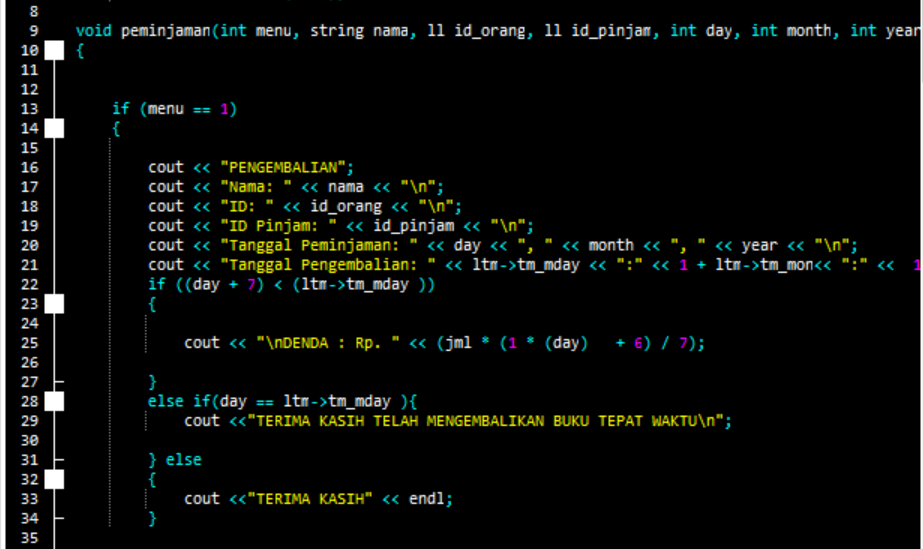 8
9 void peminjaman(int menu, string nama, ll id_orang, ll id_pinjam, int day, int month, int year
10 {
11
12
13 if (menu == 1)
14 {
15
16 cout << "PENGEMBALIAN";
17 cout << "Nama: " << nama << "\n";
18 cout << "ID: " << id_orang << "\n";
19 cout << "ID Pinjam: " << id_pinjam << "\n";
20 cout << "Tanggal Peminjaman: " << day << ", " << month << ", " << year << "\n";
21 cout << "Tanggal Pengembalian: " << ltm->tm_mday << ":" << 1 + ltm->tm_mon<< ":" << 1
22 if ((day + 7) < (ltm->tm_mday ))
23 {
24
25 cout << "\nDENDA : Rp. " << (jml * (1 * (day) + 6) / 7);
26
27 }
28 else if(day == ltm->tm_mday ){
29 cout <<"TERIMA KASIH TELAH MENGEMBALIKAN BUKU TEPAT WAKTU\n";
30
31 } else
32 {
33 cout <<"TERIMA KASIH" << endl;
34 }
35